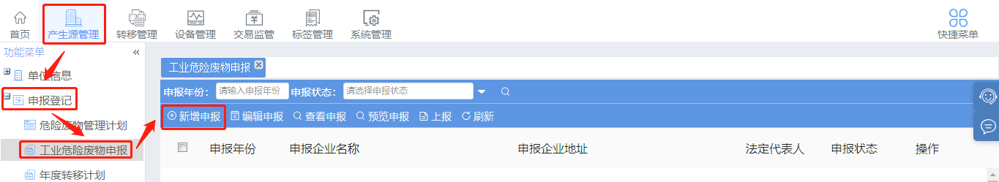 首页 产生源管理 转移管理 设备管理 交易监管 标签管理 系统管理 快捷菜单
功能菜单 «
单位信息
申报登记
危险废物管理计划
工业危险废物申报
年度转移计划
工业危险废物申报
申报年份： 请输入申报年份 申报状态： 请选择申报状态
新增申报 编辑申报 查看申报 预览申报 上报 刷新
申报年份 申报企业名称 申报企业地址 法定代表人 申报状态 操作